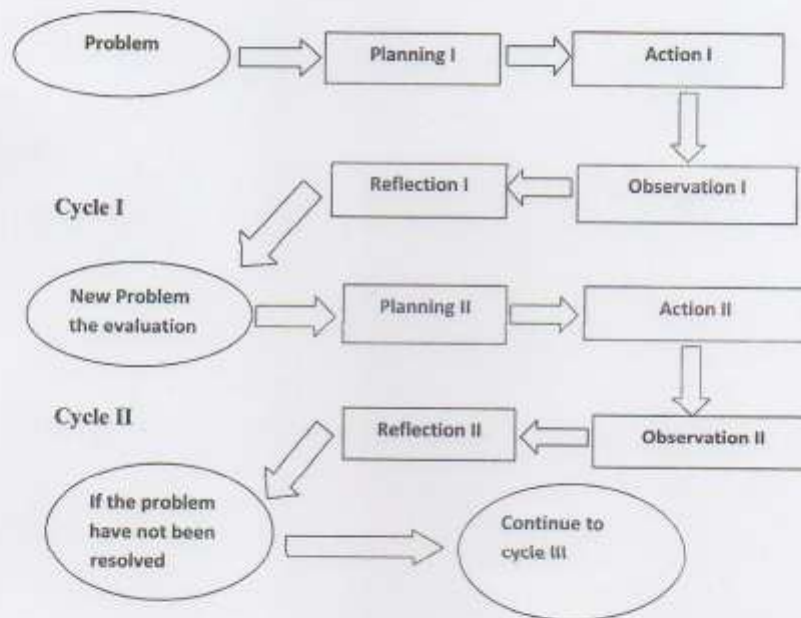 Problem
Planning I
Action I
Reflection I
Observation I
Cycle I
New Problem
the evaluation
Planning II
Action II
Cycle II
Reflection II
Observation II
If the problem
have not been
resolved
Continue to
cycle III